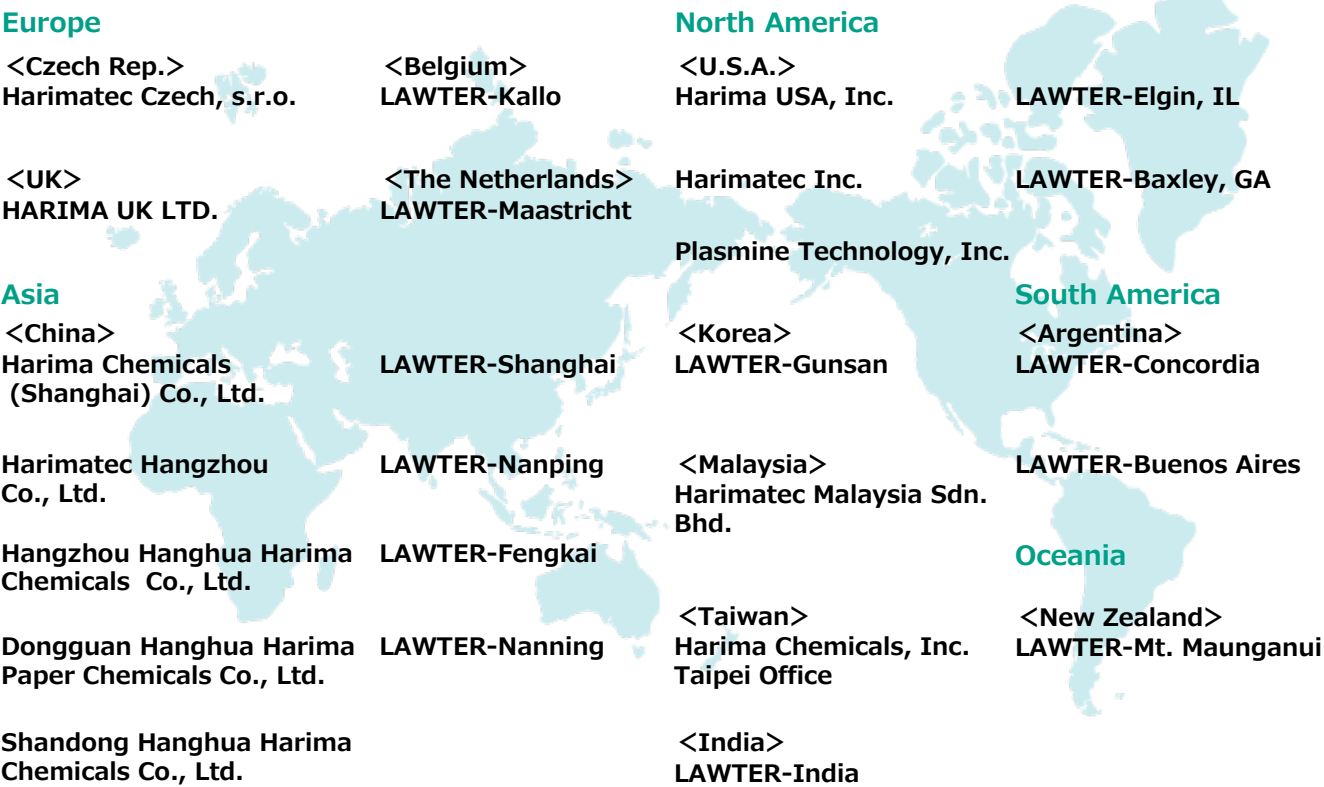 Europe
＜Czech Rep.＞
Harimatec Czech, s.r.o.
＜Belgium＞
LAWTER-Kallo
＜UK＞
HARIMA UK LTD.
＜The Netherlands＞
LAWTER-Maastricht
North America
＜U.S.A.＞
Harima USA, Inc.
LAWTER-Elgin, IL
Harimatec Inc.
LAWTER-Baxley, GA
Plasmine Technology, Inc.
Asia
＜China＞
Harima Chemicals
(Shanghai) Co., Ltd.
LAWTER-Shanghai
Harimatec Hangzhou
Co., Ltd.
LAWTER-Nanping
Hangzhou Hanghua Harima
Chemicals Co., Ltd.
LAWTER-Fengkai
Dongguan Hanghua Harima
Paper Chemicals Co., Ltd.
LAWTER-Nanning
Shandong Hanghua Harima
Chemicals Co., Ltd.
＜Korea＞
LAWTER-Gunsan
＜Malaysia＞
Harimatec Malaysia Sdn.
Bhd.
＜Taiwan＞
Harima Chemicals, Inc.
Taipei Office
＜India＞
LAWTER-India
South America
＜Argentina＞
LAWTER-Concordia
LAWTER-Buenos Aires
Oceania
＜New Zealand＞
LAWTER-Mt. Maunganui